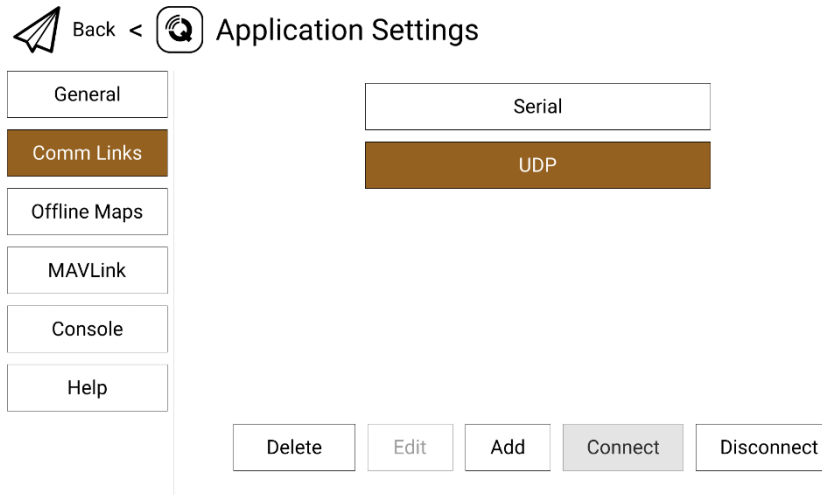 Back < Application Settings
General
Comm Links
Offline Maps
MAVLink
Console
Help
Serial
UDP
Delete Edit Add Connect Disconnect